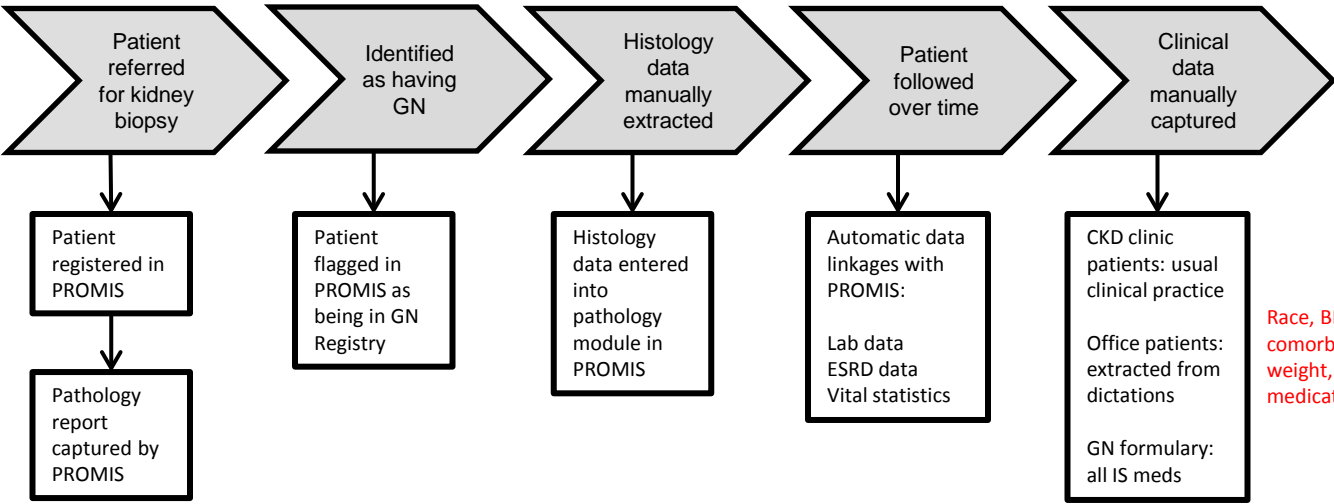 Patient
referred
for kidney
biopsy
Identified
as having
GN
Histology
data
manually
extracted
Patient
followed
over time
Clinical
data
manually
captured
Patient
registered in
PROMIS
Pathology
report
captured by
PROMIS
Patient
flagged in
PROMIS as
being in GN
Registry
Histology
data entered
into
pathology
module in
PROMIS
Automatic data
linkages with
PROMIS:
Lab data
ESRD data
Vital statistics
CKD clinic
patients: usual
clinical practice
Office patients:
extracted from
dictations
GN formulary:
all IS meds
Race,
weight,